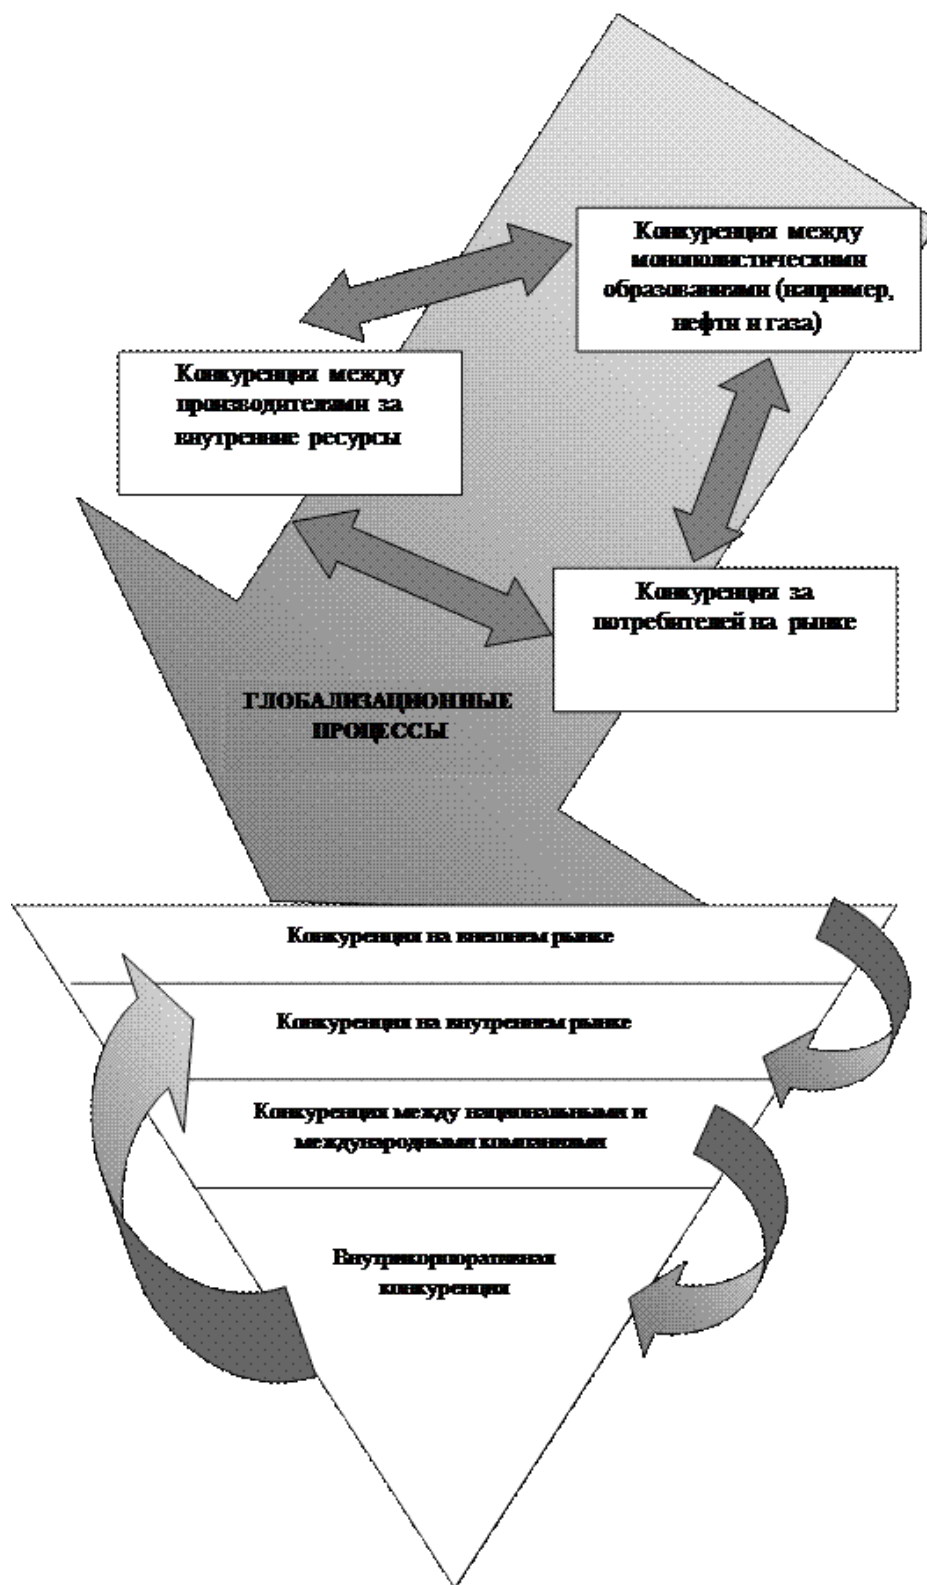 Конкуренция между
монополистическими
образованиями (например,
нефти и газа)
Конкуренция между
производителями за
внутренние ресурсы
Конкуренция за
потребителей на рынке
ГЛОБАЛИЗАЦИОННЫЕ
ПРОЦЕССЫ
Конкуренция на внешнем рынке
Конкуренция на внутреннем рынке
Конкуренция между национальными и
международными компаниями
Внутрикорпоративная
конкуренция